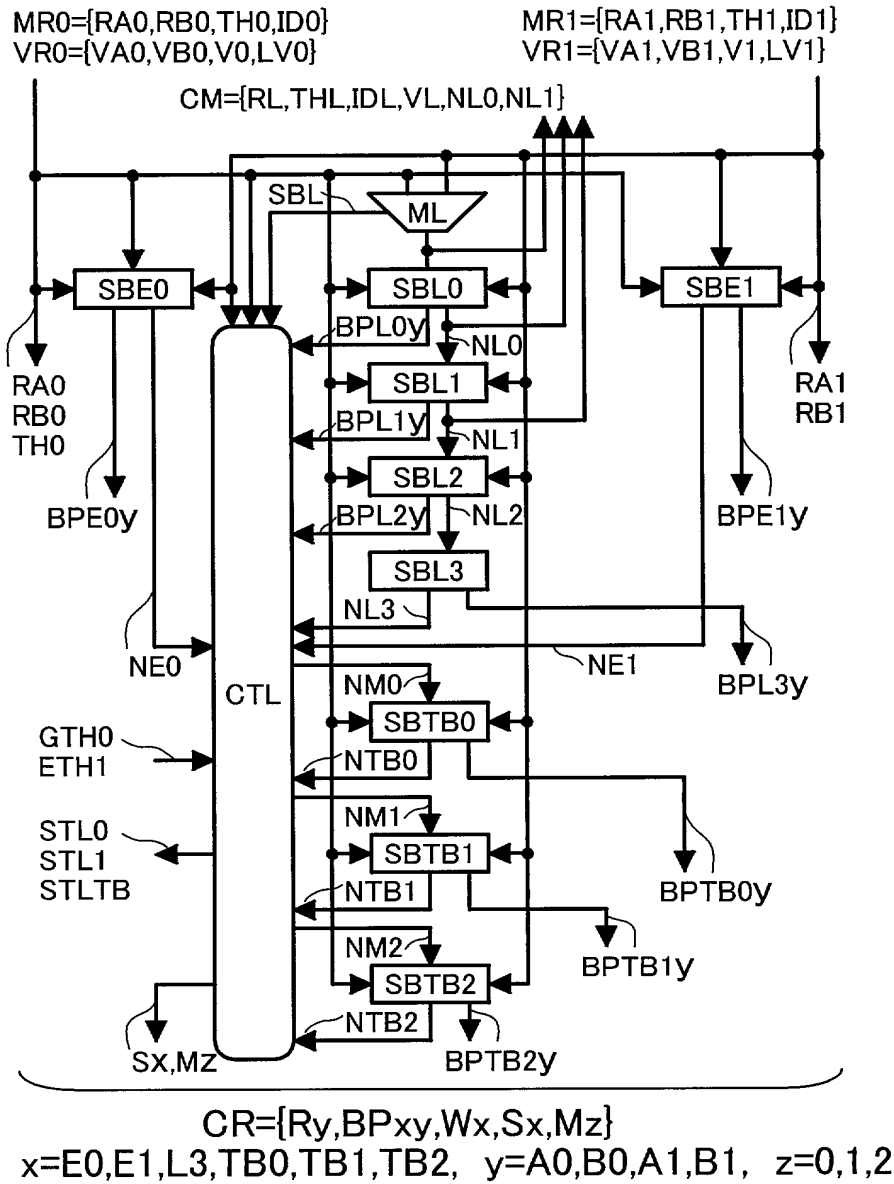 MR0={RA0,RB0,TH0,ID0}
VR0={VA0,VB0,V0,LV0}
MR1={RA1,RB1,TH1,ID1}
VR1={VA1,VB1,V1,LV1}
CM={RL,THL,IDL,VL,NL0,NL1}
SBL
ML
SBE0
SBL0
SBE1
BPL0y
NL0
RA0
RB0
TH0
SBL1
RA1
RB1
BPL1y
NL1
SBL2
BPE0y
BPL2y
NL2
BPE1y
SBL3
NL3
NE0
NE1
BPL3y
CTL
NM0
SBTB0
GTH0
ETH1
NTB0
NM1
STL0
STL1
STLTB
SBTB1
NTB1
BPTB0y
NM2
BPTB1y
SBTB2
NTB2
Sx,Mz
BPTB2y
CR={Ry,BPxy,Wx,Sx,Mz}
x=E0,E1,L3,TB0,TB1,TB2, y=A0,B0,A1,B1, z=0,1,2